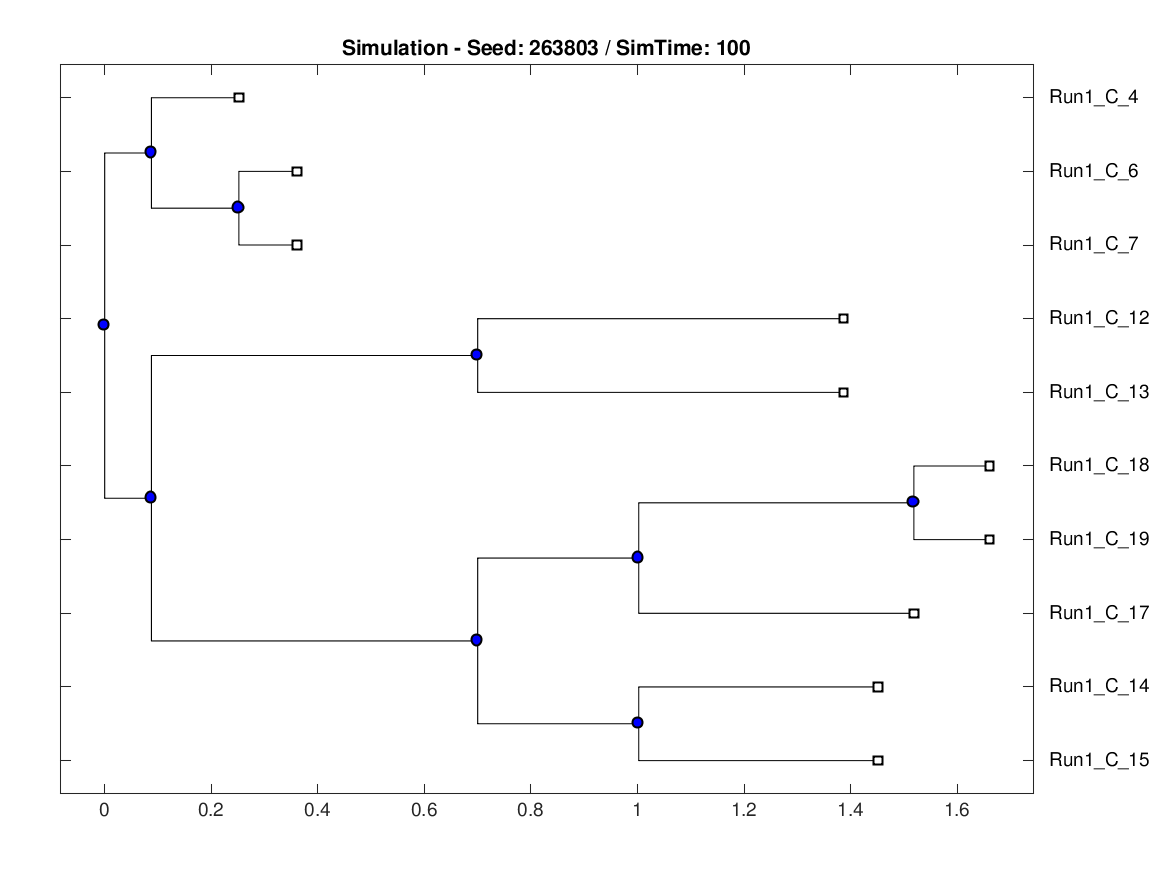 Simulation - Seed: 263803 / SimTime: 100
Run1_C_4
Run1_C_6
Run1_C_7
Run1_C_12
Run1_C_13
Run1_C_18
Run1_C_19
Run1_C_17
Run1_C_14
Run1_C_15
0 0.2 0.4 0.6 0.8 1 1.2 1.4 1.6